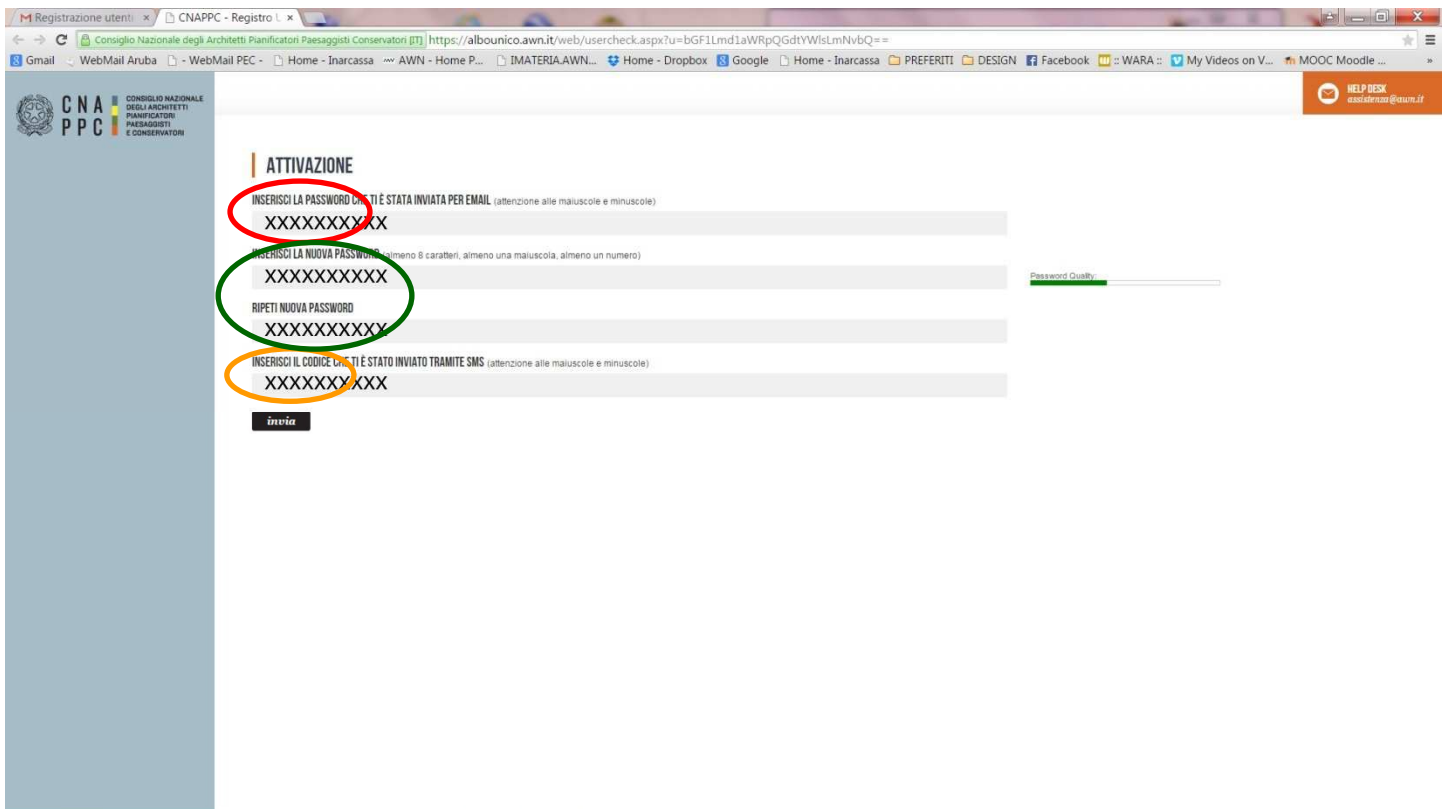 Registrazione utent
CNAPPC - Registro
Consiglio Nazionale degli Architetti Pianificatori Paesaggisti Conservatori [IT] https://albounico.awn.it/web/usercheck.aspx?u=bGF1Lmd1aWRpQGdtYWlsLmNvbQ==
Gmail WebMail Aruba - WebMail PEC - Home - Inarcassa AWN - Home P... IMATERIA.AWN... Home - Dropbox Google Home - Inarcassa PREFERITI DESIGN Facebook :: WARA :: My Videos on V... MOOC Moodle ... »
CNA
PPC
CONSIGLIO NAZIONALE
DEGLI ARCHITETTI
PIANIFICATORI
PAESAGGISTI
E CONSERVATORI
HELP DESK
assistenza@awn.it
ATTIVAZIONE
INSERISCI LA PASSWORD CHE TI È STATA INVIATA PER EMAIL (attenzione alle maiuscole e minuscole)
XXXXXXXXXX
INSERISCI LA NUOVA PASSWORD (almeno 8 caratteri, almeno una maiuscola, almeno un numero)
XXXXXXXXXX
Password Quality:
RIPETI NUOVA PASSWORD
XXXXXXXXXX
INSERISCI IL CODICE CHE TI È STATO INVIATO TRAMITE SMS (attenzione alle maiuscole e minuscole)
XXXXXXXXXX
invia